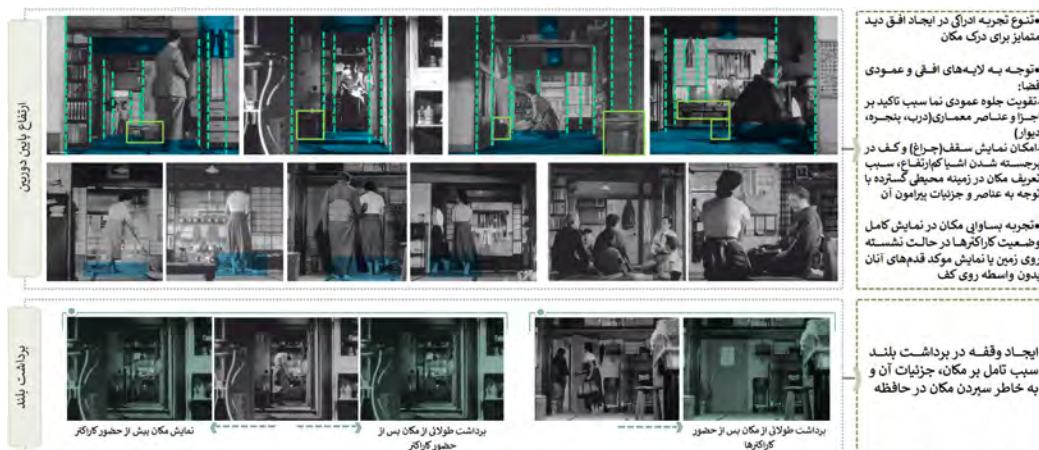 ارتفاع پایین دوربین
•تنوع تجربه ادراکی در ایجاد افق دید
متمایز برای درک مکان
•توجه به لایه‌های افقی و عمودی
فضا:
-تقویت جلوه عمودی نما سبب تاکید بر
اجزا و عناصر معماری(درب، پنجره،
دیوار)
-امکان نمایش سقف(چراغ) و کف در
برجسته شدن اشیا کم‌ارتفاع، سبب
تعریف مکان در زمینه محیطی گسترده با
توجه به عناصر و جزئیات پیرامون آن
•تجربه بساوایی مکان در نمایش کامل
وضعیت کاراکترها در حالت نشسته
روی زمین یا نمایش موکد قدم‌های آنان
بدون واسطه روی کف
برداشت بلند
ایجاد وقفه در برداشت بلند
سبب تامل بر مکان، جزئیات آن و
به خاطر سپردن مکان در حافظه
برداشت طولانی از مکان پس از حضور
کاراکترها
برداشت طولانی از مکان پس از
حضور کاراکتر
نمایش مکان پیش از حضور کاراکتر